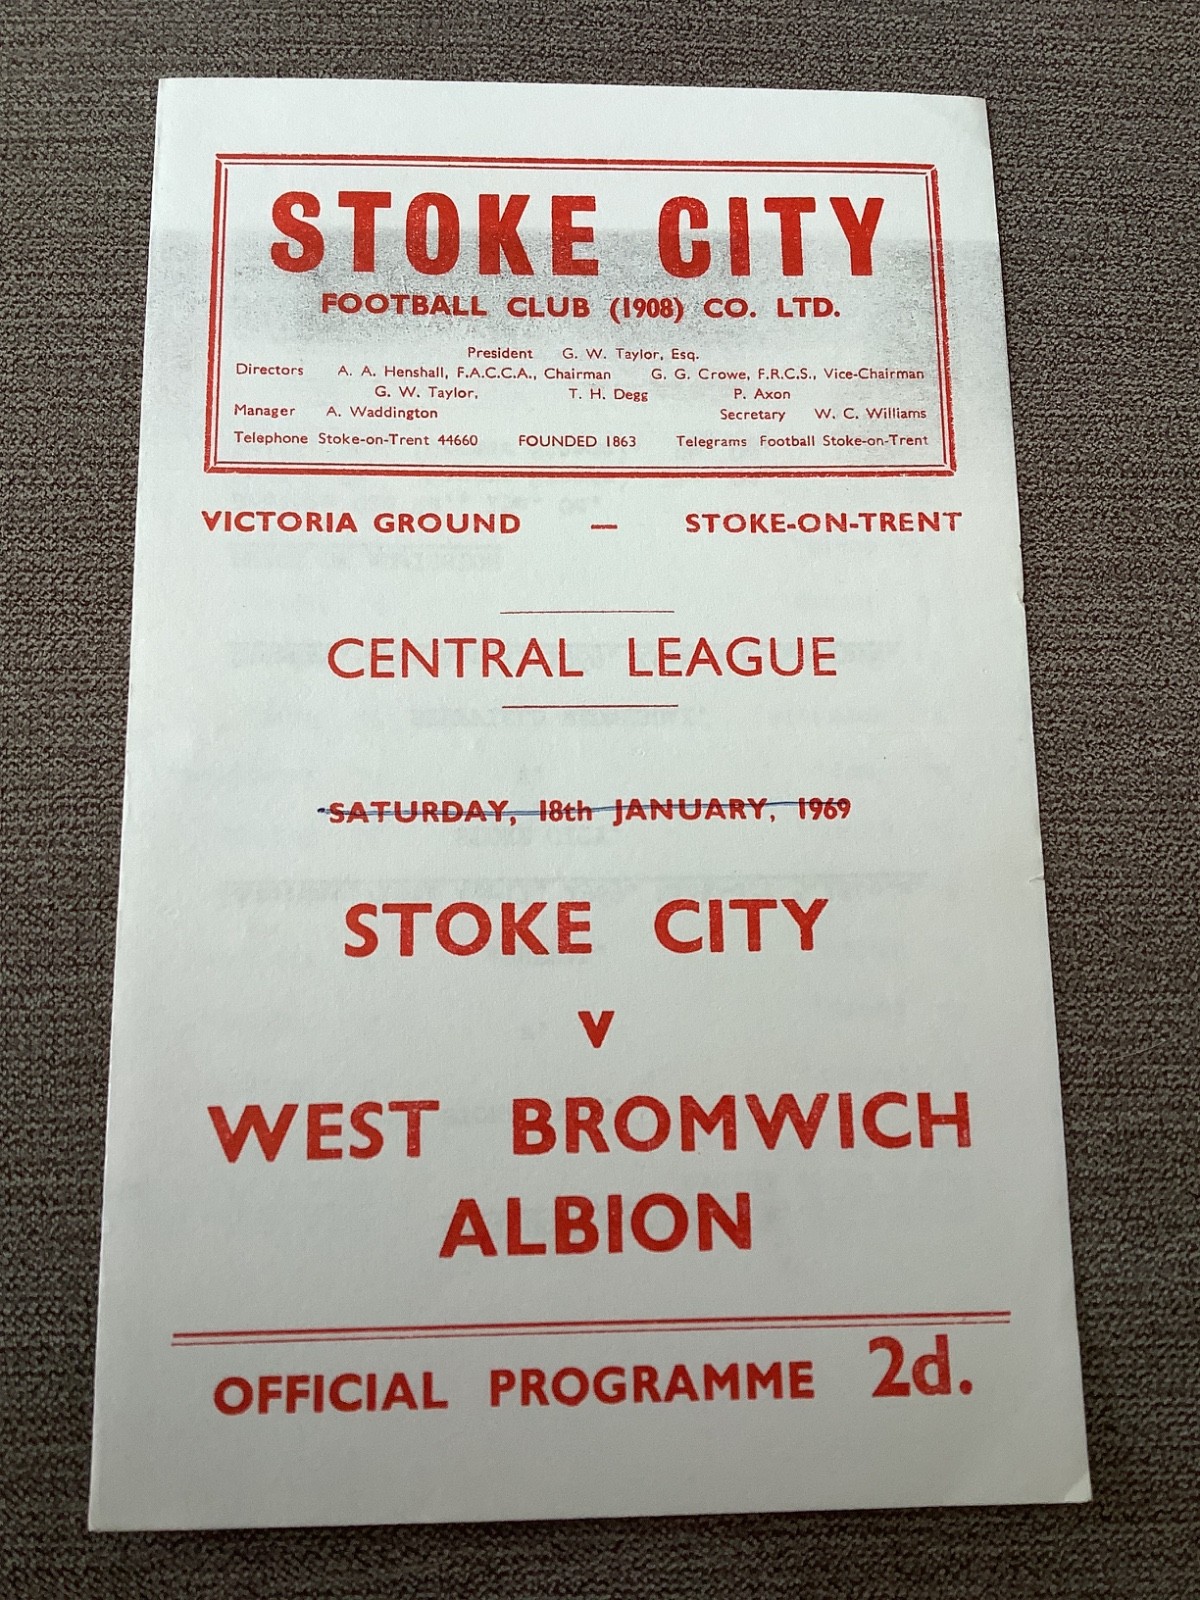 STOKE CITY
FOOTBALL CLUB (1908) CO. LTD.
President G. W. Taylor, Esq.
Directors A. A. Henshall, F.A.C.C.A., Chairman G. G. Crowe, F.R.C.S., Vice-Chairman
G. W. Taylor, T. H. Degg P. Axon
Manager A. Waddington Secretary W. C. Williams
Telephone Stoke-on-Trent 44660 FOUNDED 1863 Telegrams Football Stoke-on-Trent
VICTORIA GROUND — STOKE-ON-TRENT
CENTRAL LEAGUE
SATURDAY, 18th JANUARY, 1969
STOKE CITY
v
WEST BROMWICH
ALBION
OFFICIAL PROGRAMME 2d.